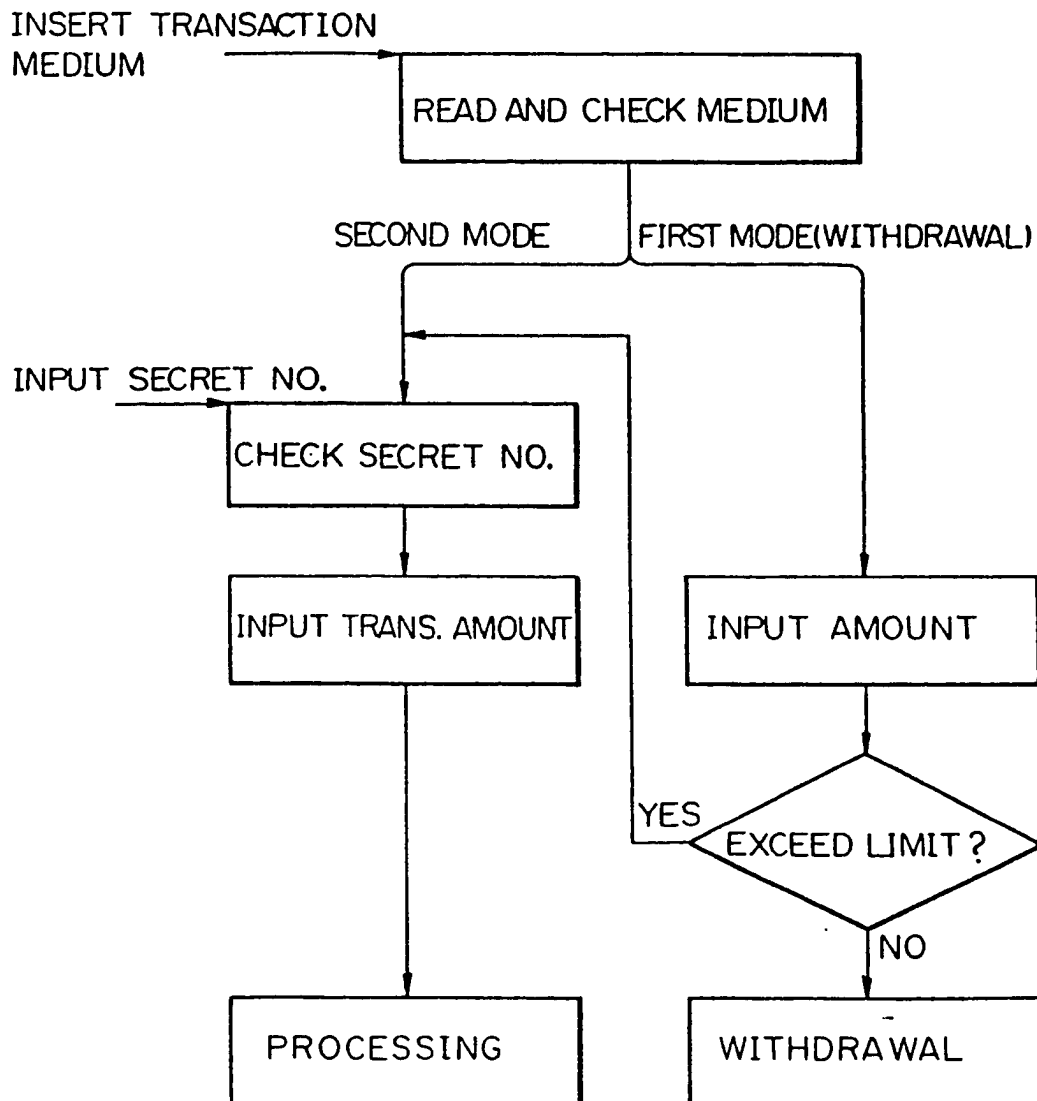 INSERT TRANSACTION
MEDIUM
READ AND CHECK MEDIUM
SECOND MODE
FIRST MODE(WITHDRAWAL)
INPUT SECRET NO.
CHECK SECRET NO.
INPUT TRANS. AMOUNT
INPUT AMOUNT
YES
EXCEED LIMIT?
NO
PROCESSING
WITHDRAWAL